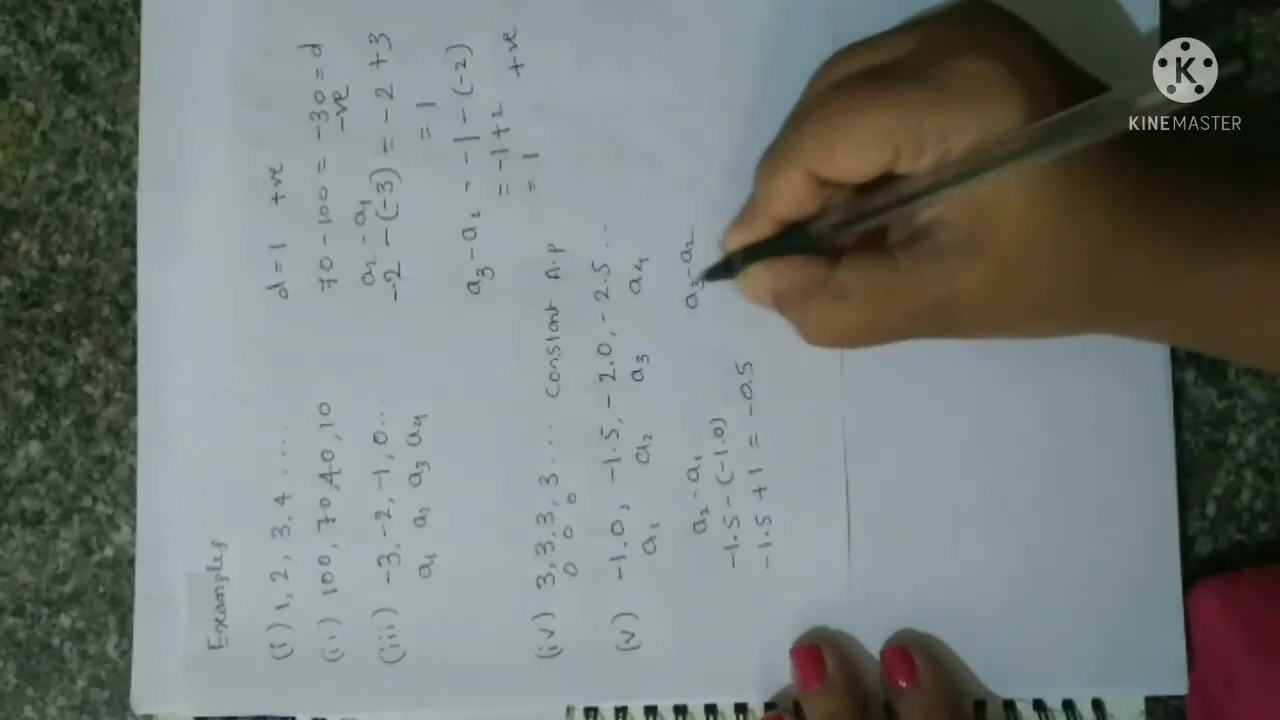 Examples
(i) 1, 2, 3, 4 .... d = 1 +ve
(ii) 100, 70, 40, 10 70 - 100 = -30 = d
-ve
(iii) -3, -2, -1, 0... a2 - a1
a1 a2 a3 a4 -2 - (-3) = -2 + 3
= 1
a3 - a2 - -1 - (-2)
= -1 + 2 +ve
= 1
(iv) 3, 3, 3, 3 ... constant A.P
0 0 0
(v) -1.0, -1.5, -2.0, -2.5 ..
a1 a2 a3 a4
a2 - a1 a3 - a2
-1.5 - (-1.0)
-1.5 + 1 = -0.5
K
KINEMASTER